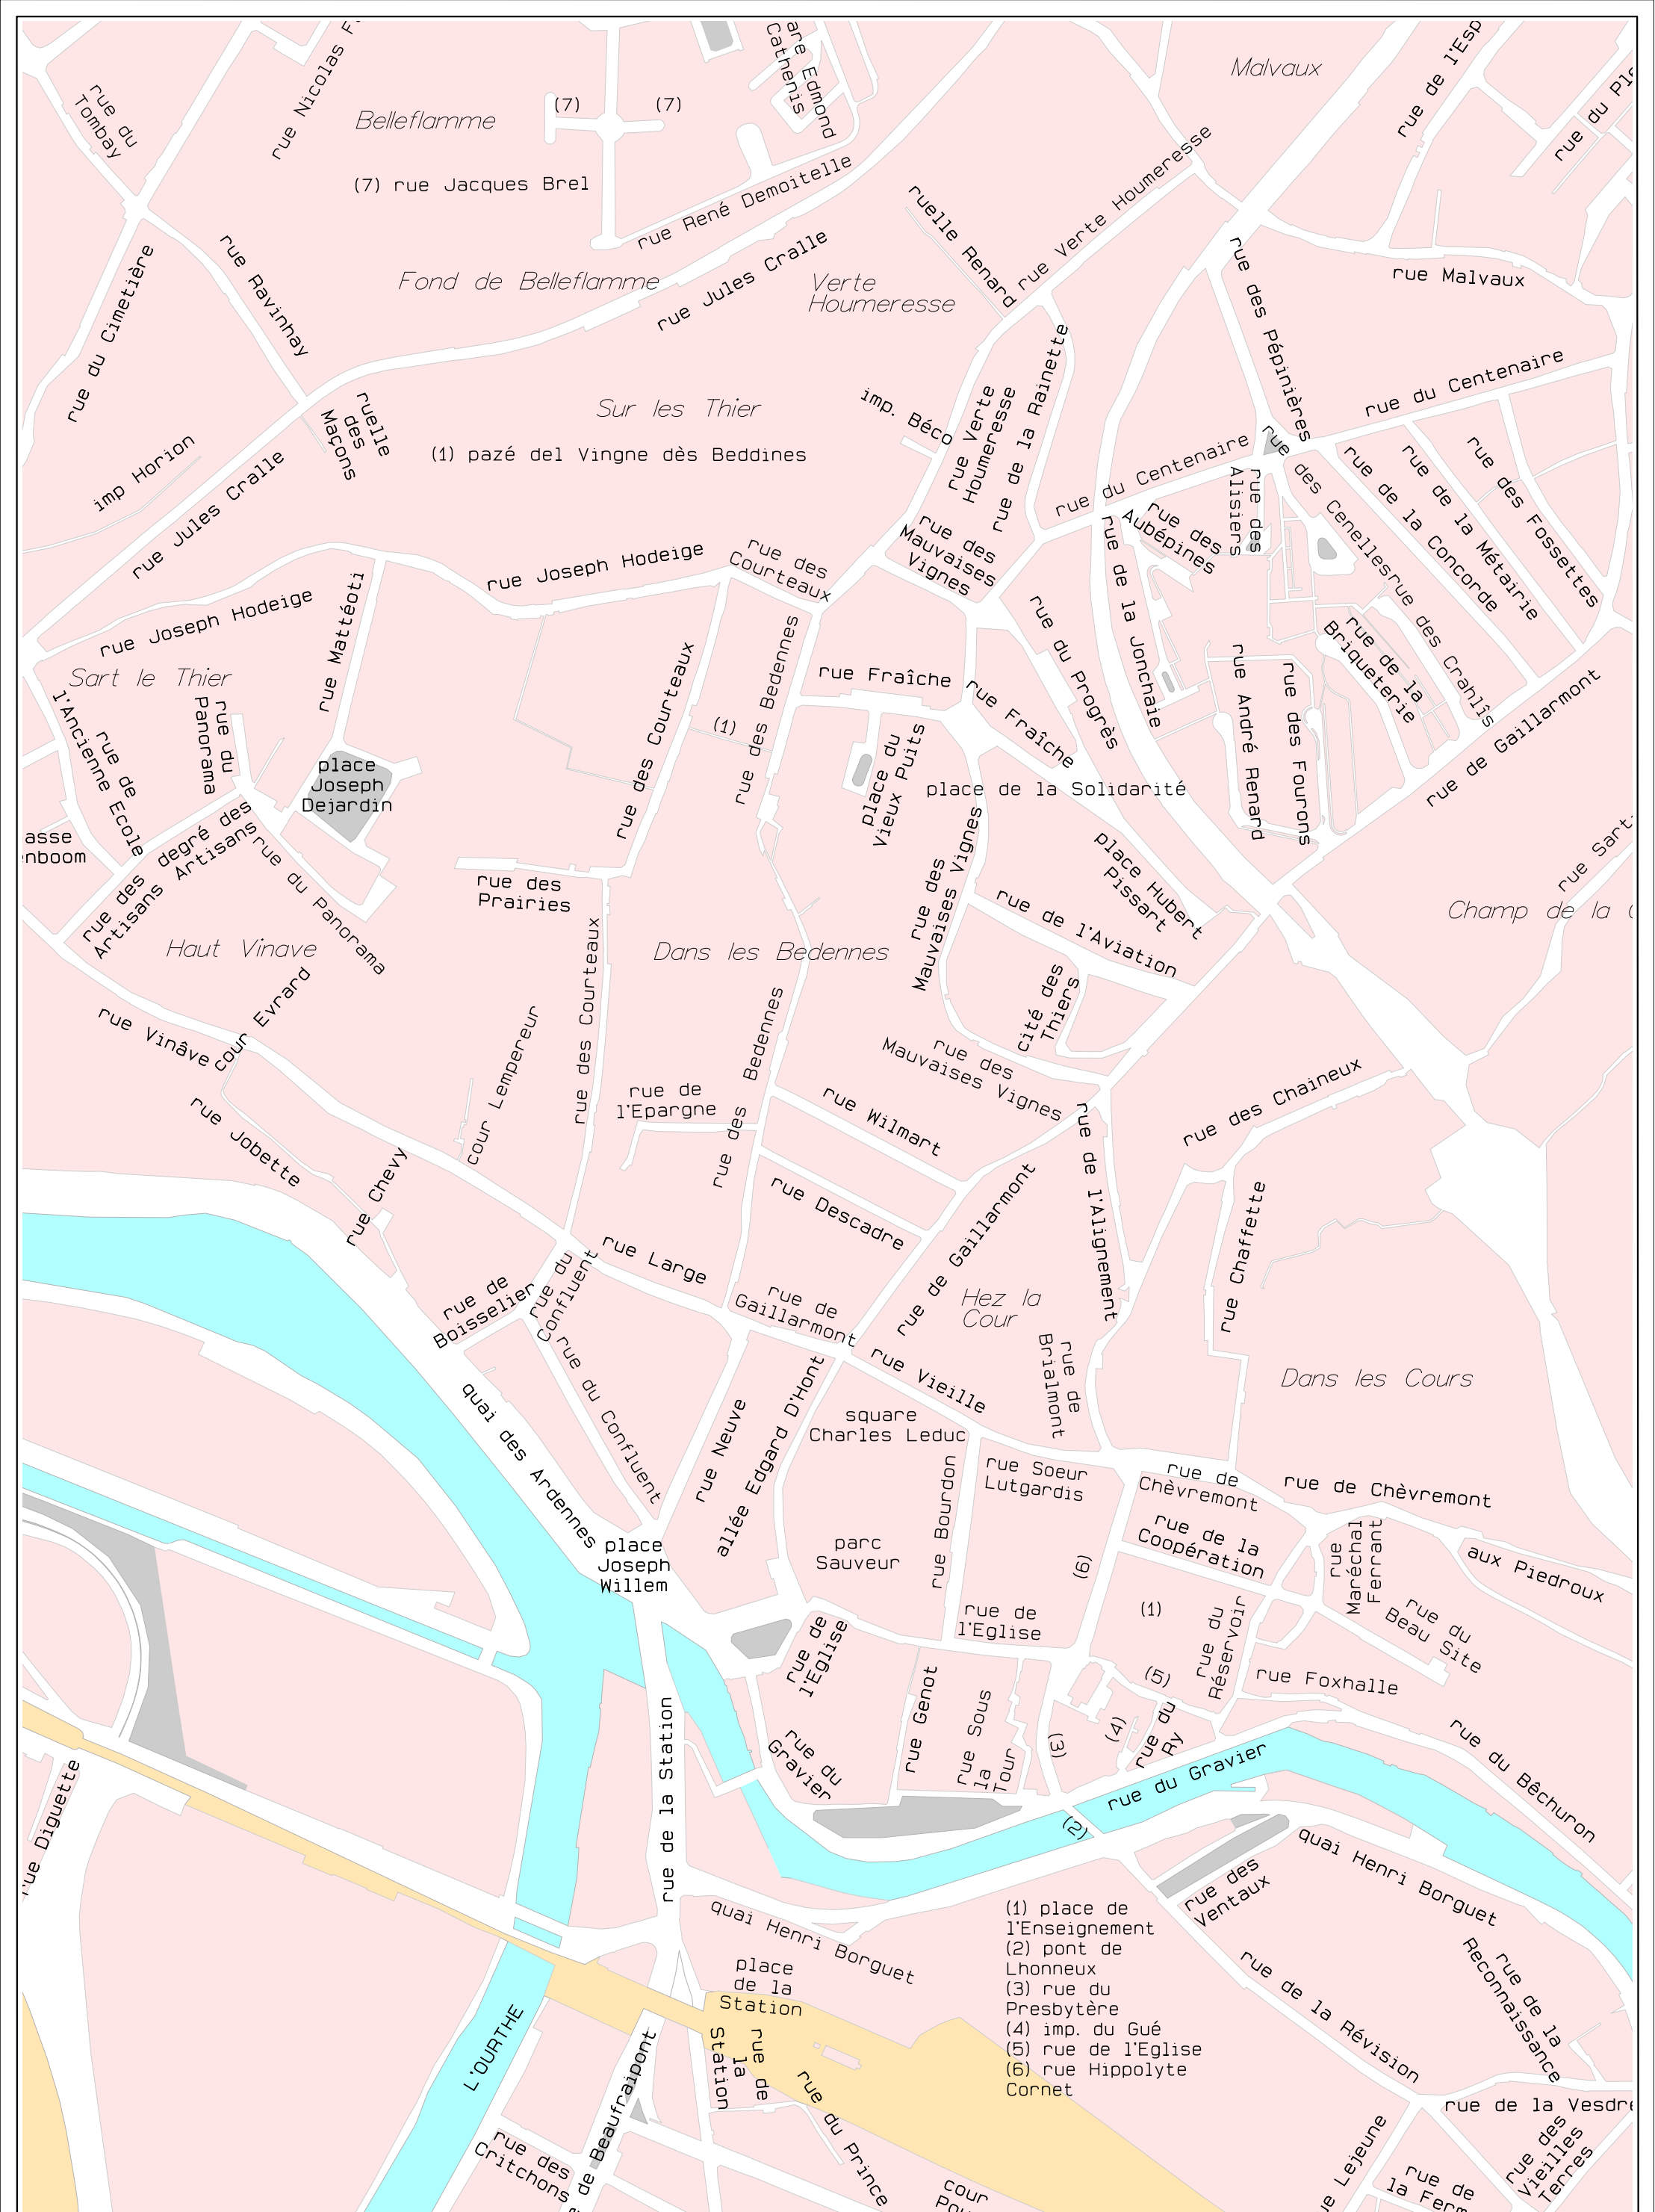 rue Nicolas F
Cathenis
are Edmond
Malvaux
rue de l'Esp
rue du
Tombay
Belleflamme
(7)
(7)
rue du Pl
(7) rue Jacques Brel
rue René Demoitelle
ruelle Renard
rue Verte Houmeresse
rue du Cimetière
rue Ravinhay
Fond de Belleflamme
rue Jules Cralle
Verte
Houmeresse
rue des Pépinières
rue Malvaux
ruelle
des
Maçons
Sur les Thier
imp. Béco
rue Verte
Houmeresse
rue de la Rainette
rue du Centenaire
imp Horion
rue Jules Cralle
(1) pazé del Vingne dès Beddines
rue du Centenaire
rue des
Alisiers
rue des Cenelles
rue de la Concorde
rue de la Métairie
rue des Fossettes
rue des
Aubépines
rue des
Mauvaises
Vignes
rue Joseph Hodeige
rue des
Courteaux
rue de la Jonchaie
rue Joseph Hodeige
rue Mattéoti
rue du Progrès
rue des Crahlîs
rue de la
Briqueterie
Sart le Thier
rue des Courteaux
rue des Bedennes
rue Fraîche
rue Fraîche
rue André Renard
rue des Fourons
rue de Gaillarmont
rue de
l'Ancienne Ecole
rue du
Panorama
(1)
place du
Vieux Puits
place
Joseph
Dejardin
place de la Solidarité
asse
nboom
degré des
Artisans
rue des
Artisans
rue du Panorama
rue des
Prairies
rue des
Mauvaises Vignes
place Hubert
Pissart
rue Sart
rue de l'Aviation
Champ de la
Haut Vinave
Dans les Bedennes
cour Evrard
rue Vinâve
cour Lempereur
rue des Courteaux
cité des
Thiers
rue des
Mauvaises Vignes
rue des Bedennes
rue de
l'Epargne
rue Wilmart
rue des Chaineux
rue Jobette
rue Chevy
rue de l'Alignement
rue Descadre
rue de Gaillarmont
rue Chaffette
rue Large
rue de
Boisselier
rue du
Confluent
rue de
Gaillarmont
Hez la
Cour
rue du Confluent
rue Vieille
rue de
Brialmont
Dans les Cours
quai des Ardennes
rue Neuve
allée Edgard D'Hont
square
Charles Leduc
rue Soeur
Lutgardis
rue de
Chèvremont
rue de Chèvremont
rue Bourdon
rue de la
Coopération
place
Joseph
Willem
parc
Sauveur
(6)
rue
Maréchal
Ferrant
aux Piedroux
rue de
l'Eglise
(1)
rue du
Réservoir
rue du
Beau Site
rue de
l'Eglise
(5)
rue Foxhalle
rue de la Station
rue Genot
rue Sous
la
Tour
(3)
(4)
rue du
Ry
rue du
Gravier
rue du Gravier
rue du Bêchuron
rue Diguette
(2)
quai Henri Borguet
rue des
Ventaux
quai Henri Borguet
(1) place de
l'Enseignement
(2) pont de
Lhonneux
(3) rue du
Presbytère
(4) imp. du Gué
(5) rue de l'Eglise
(6) rue Hippolyte
Cornet
place
de la
Station
rue de la Révision
rue de la
Reconnaissance
L'OURTHE
rue de
la
Station
rue du Prince
de Beaufraipont
rue des
Critchons
rue de la Vesdre
rue des
Vieilles
Terres
ue Lejeune
rue de
la Ferm
cour